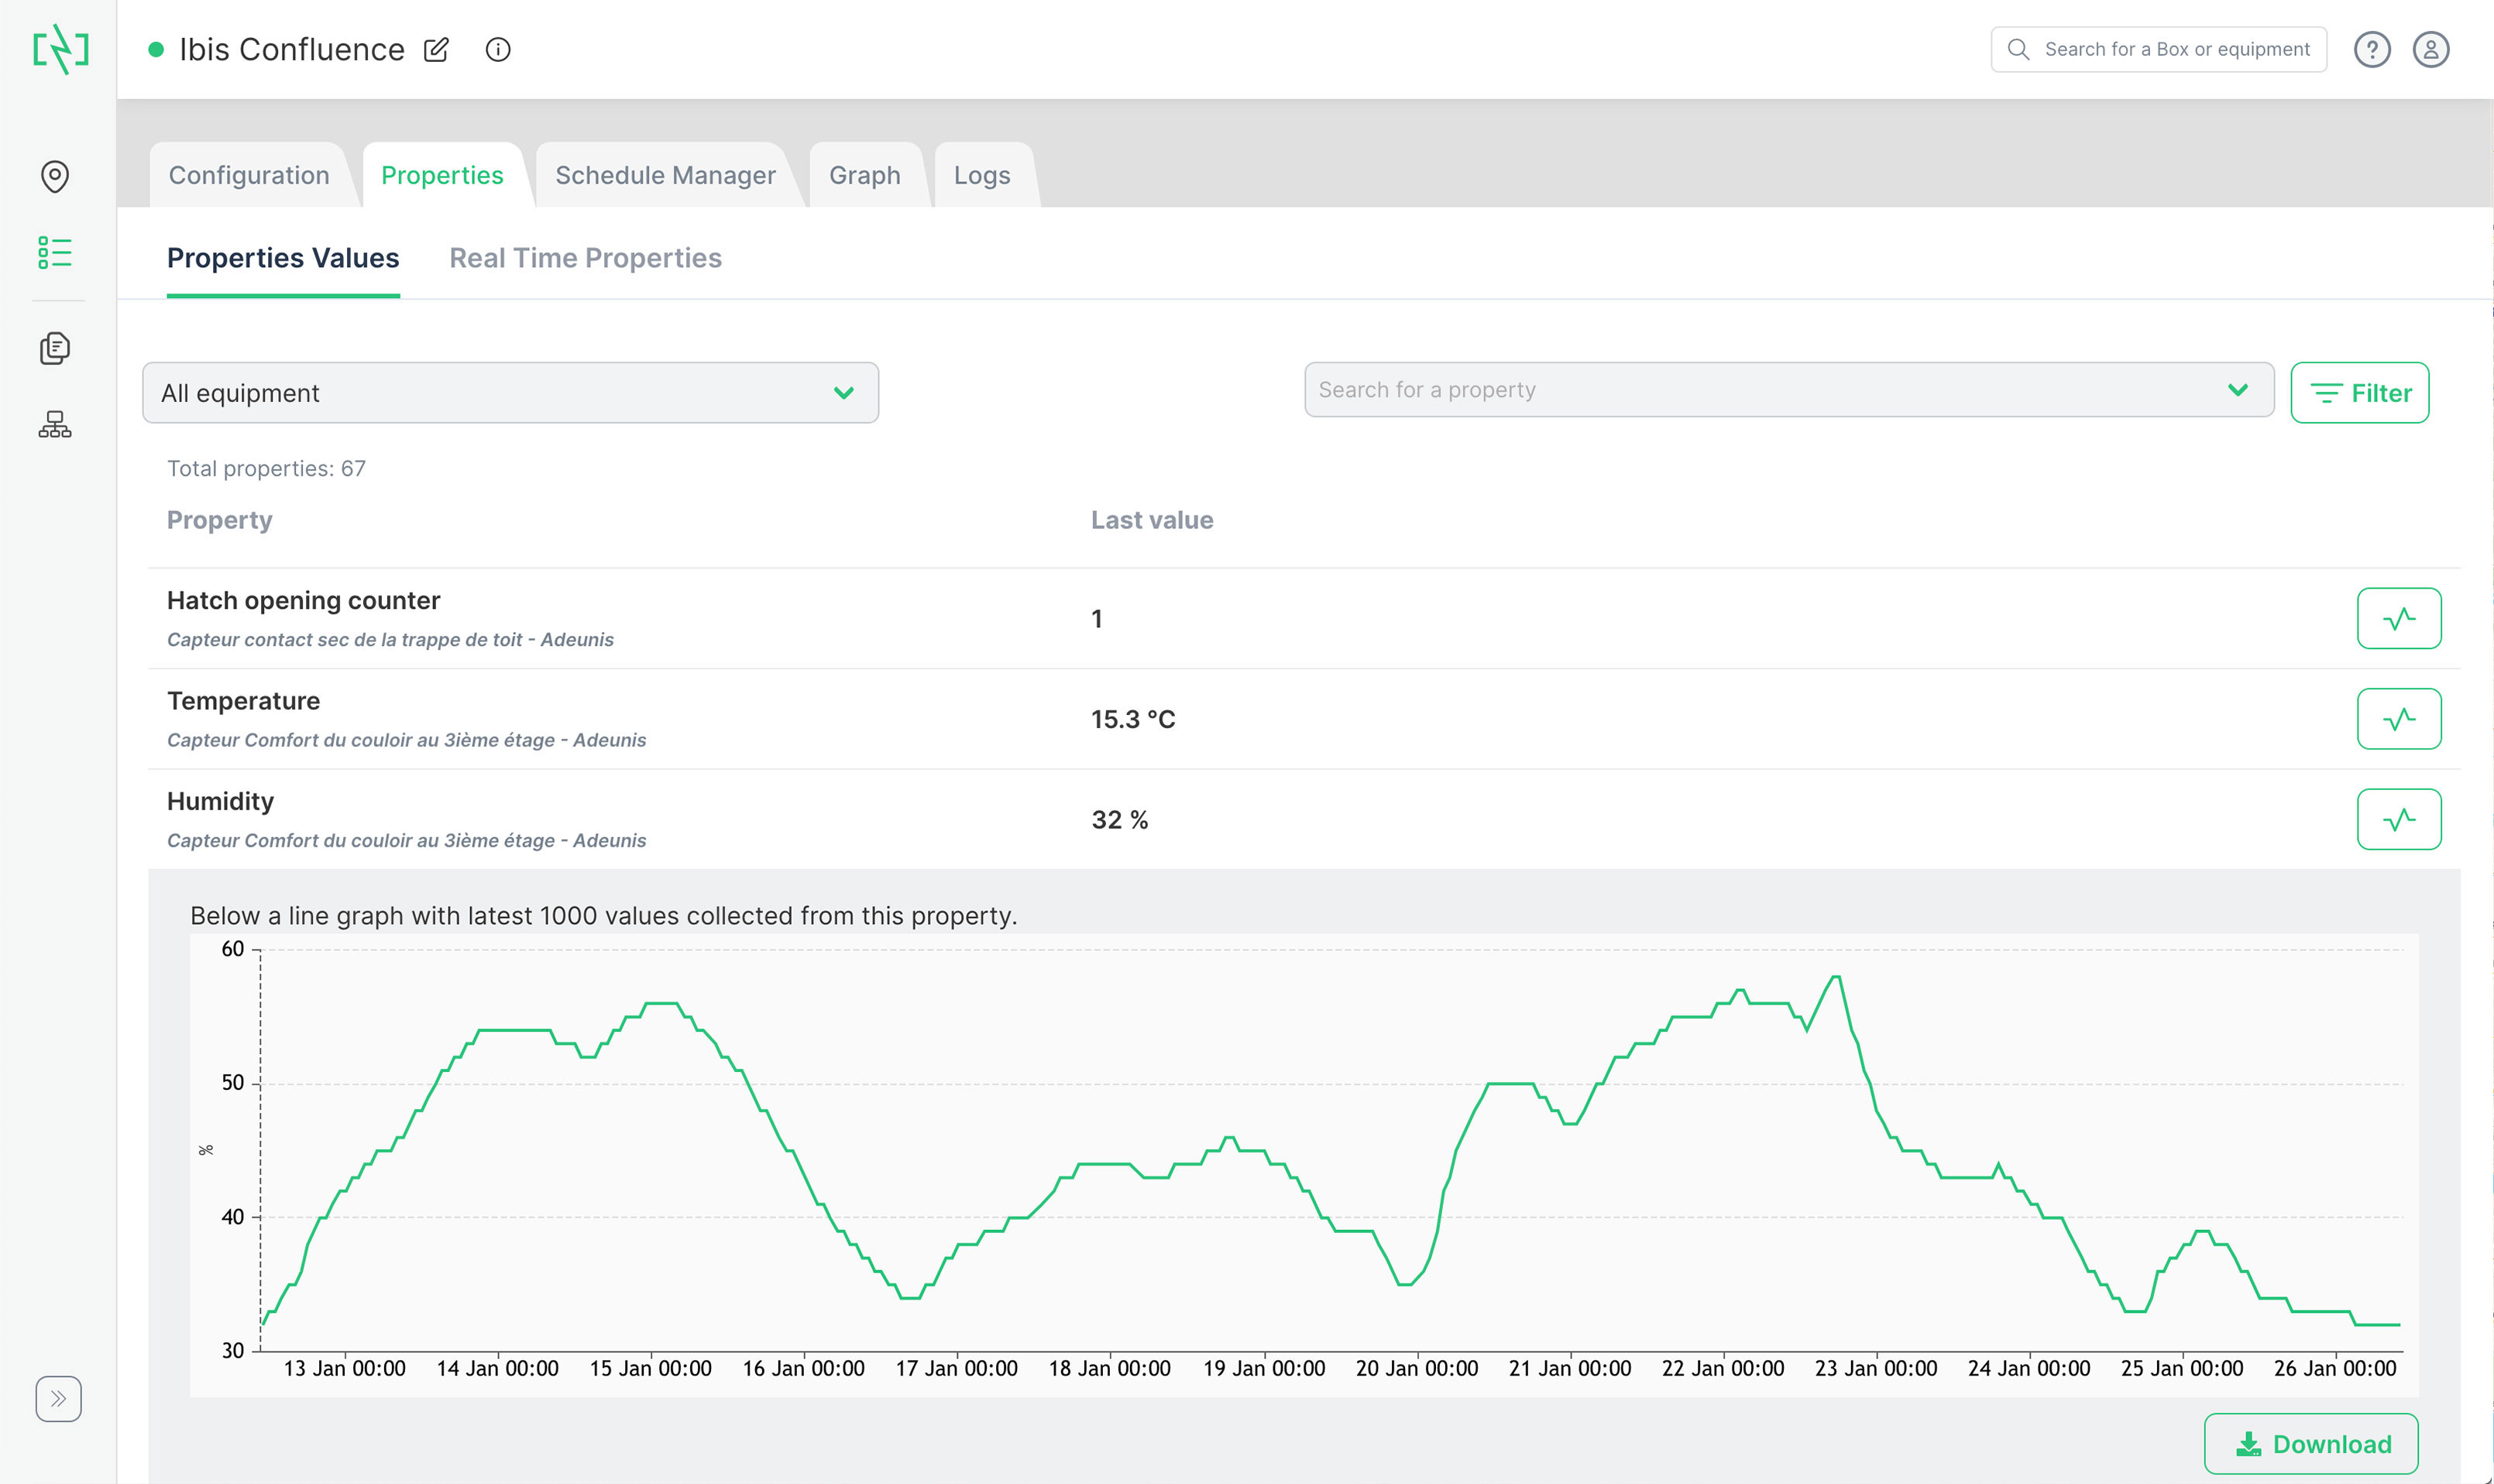 Ibis Confluence
Search for a Box or equipment
Configuration
Properties
Schedule Manager
Graph
Logs
Properties Values
Real Time Properties
All equipment
Search for a property
Filter
Total properties: 67
Property
Last value
Hatch opening counter
Capteur contact sec de la trappe de toit - Adeunis
1
Temperature
Capteur Comfort du couloir au 3ième étage - Adeunis
15.3 °C
Humidity
Capteur Comfort du couloir au 3ième étage - Adeunis
32 %
Below a line graph with latest 1000 values collected from this property.
60
50
%
40
30
13 Jan 00:00
14 Jan 00:00
15 Jan 00:00
16 Jan 00:00
17 Jan 00:00
18 Jan 00:00
19 Jan 00:00
20 Jan 00:00
21 Jan 00:00
22 Jan 00:00
23 Jan 00:00
24 Jan 00:00
25 Jan 00:00
26 Jan 00:00
Download